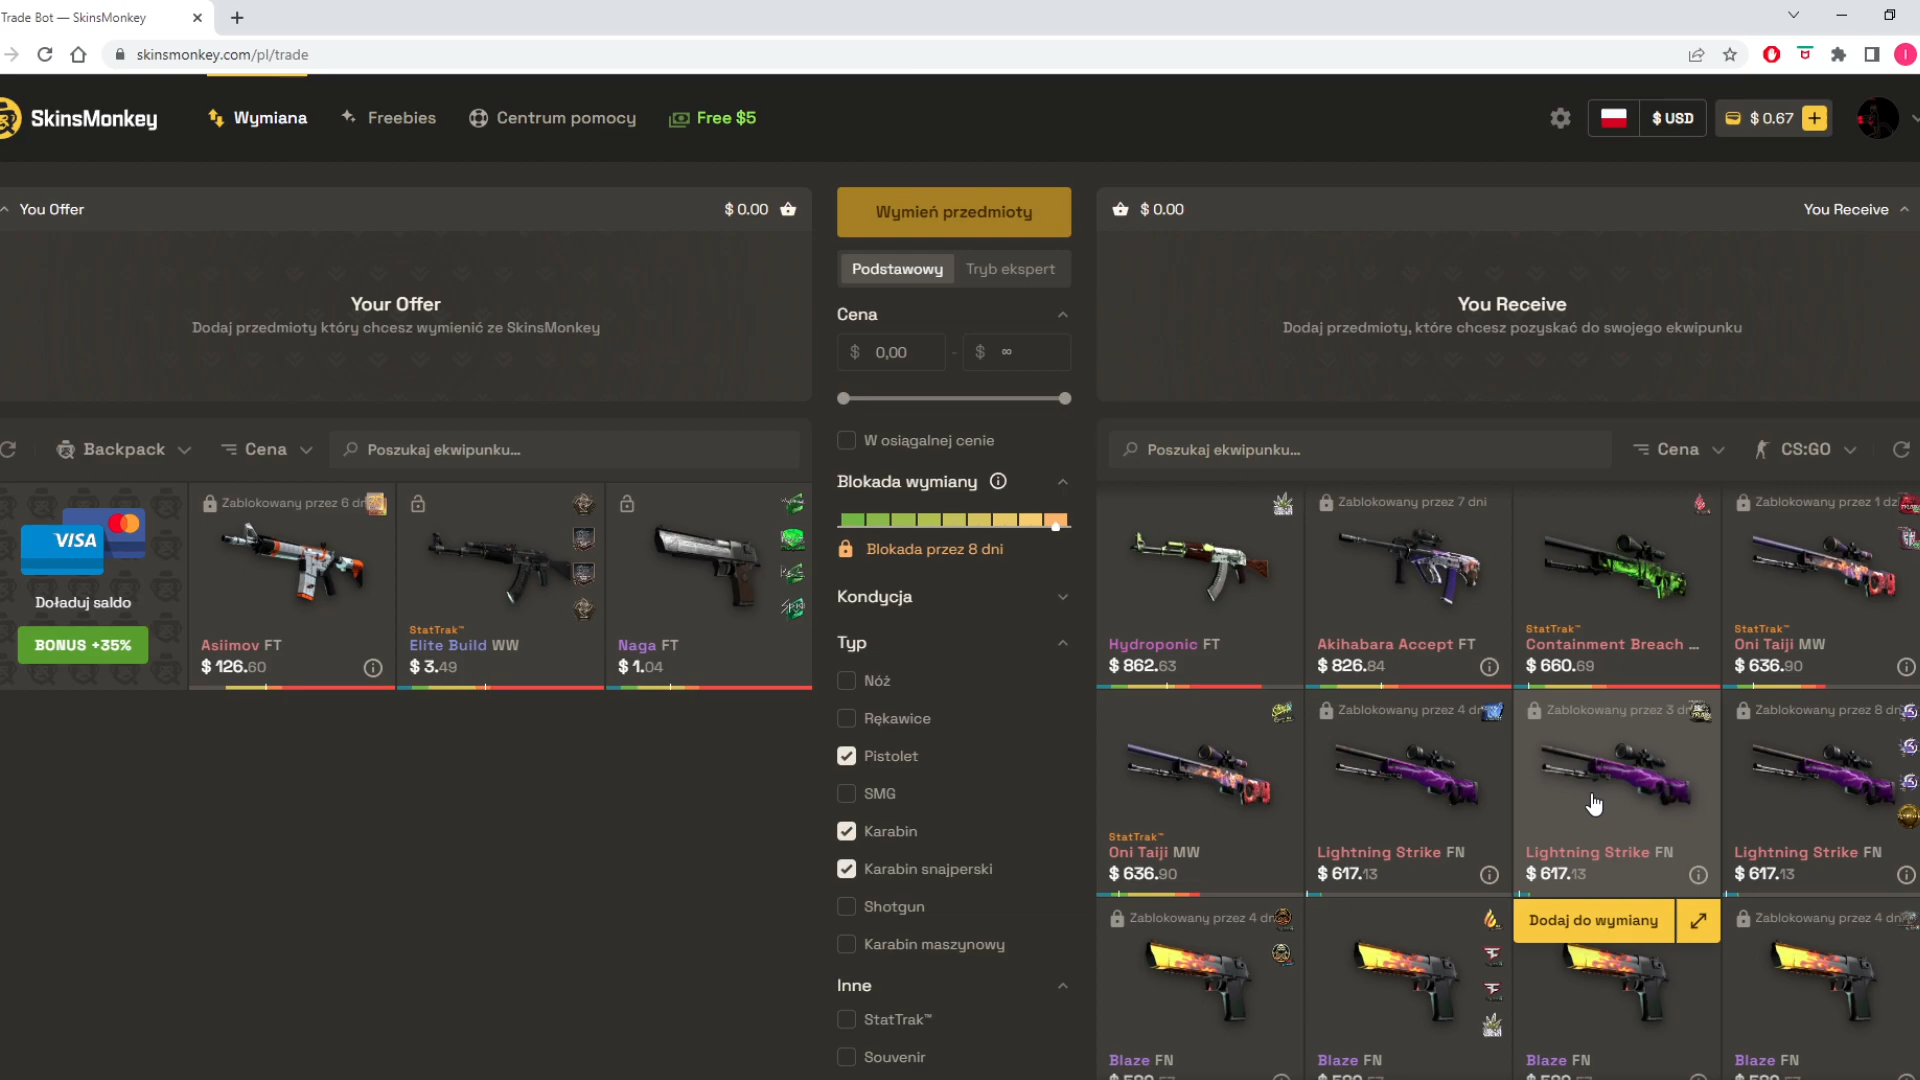 Trade Bot — SkinsMonkey
skinsmonkey.com/pl/trade
SkinsMonkey
Wymiana
Freebies
Centrum pomocy
Free $5
$ USD
$ 0.67
You Offer
$ 0.00
Your Offer
Dodaj przedmioty który chcesz wymienić ze SkinsMonkey
Backpack
Cena
Poszukaj ekwipunku...
VISA
Doładuj saldo
BONUS +35%
Zablokowany przez 6 dn
Asiimov FT
$ 126.60
StatTrak™
Elite Build WW
$ 3.49
Naga FT
$ 1.04
Wymień przedmioty
Podstawowy
Tryb ekspert
Cena
$ 0,00 - $ ∞
W osiągalnej cenie
Blokada wymiany
Blokada przez 8 dni
Kondycja
Typ
Nóż
Rękawice
Pistolet
SMG
Karabin
Karabin snajperski
Shotgun
Karabin maszynowy
Inne
StatTrak™
Souvenir
$ 0.00
You Receive
You Receive
Dodaj przedmioty, które chcesz pozyskać do swojego ekwipunku
Poszukaj ekwipunku...
Cena
CS:GO
Hydroponic FT
$ 862.63
Zablokowany przez 7 dni
Akihabara Accept FT
$ 826.84
StatTrak™
Containment Breach ...
$ 660.69
Zablokowany przez 1 dz
StatTrak™
Oni Taiji MW
$ 636.90
StatTrak™
Oni Taiji MW
$ 636.90
Zablokowany przez 4 dn
Lightning Strike FN
$ 617.13
Zablokowany przez 3 d
Lightning Strike FN
$ 617.13
Dodaj do wymiany
Zablokowany przez 8 dn
Lightning Strike FN
$ 617.13
Zablokowany przez 4 dn
Blaze FN
Blaze FN
Blaze FN
Zablokowany przez 4 dn
Blaze FN